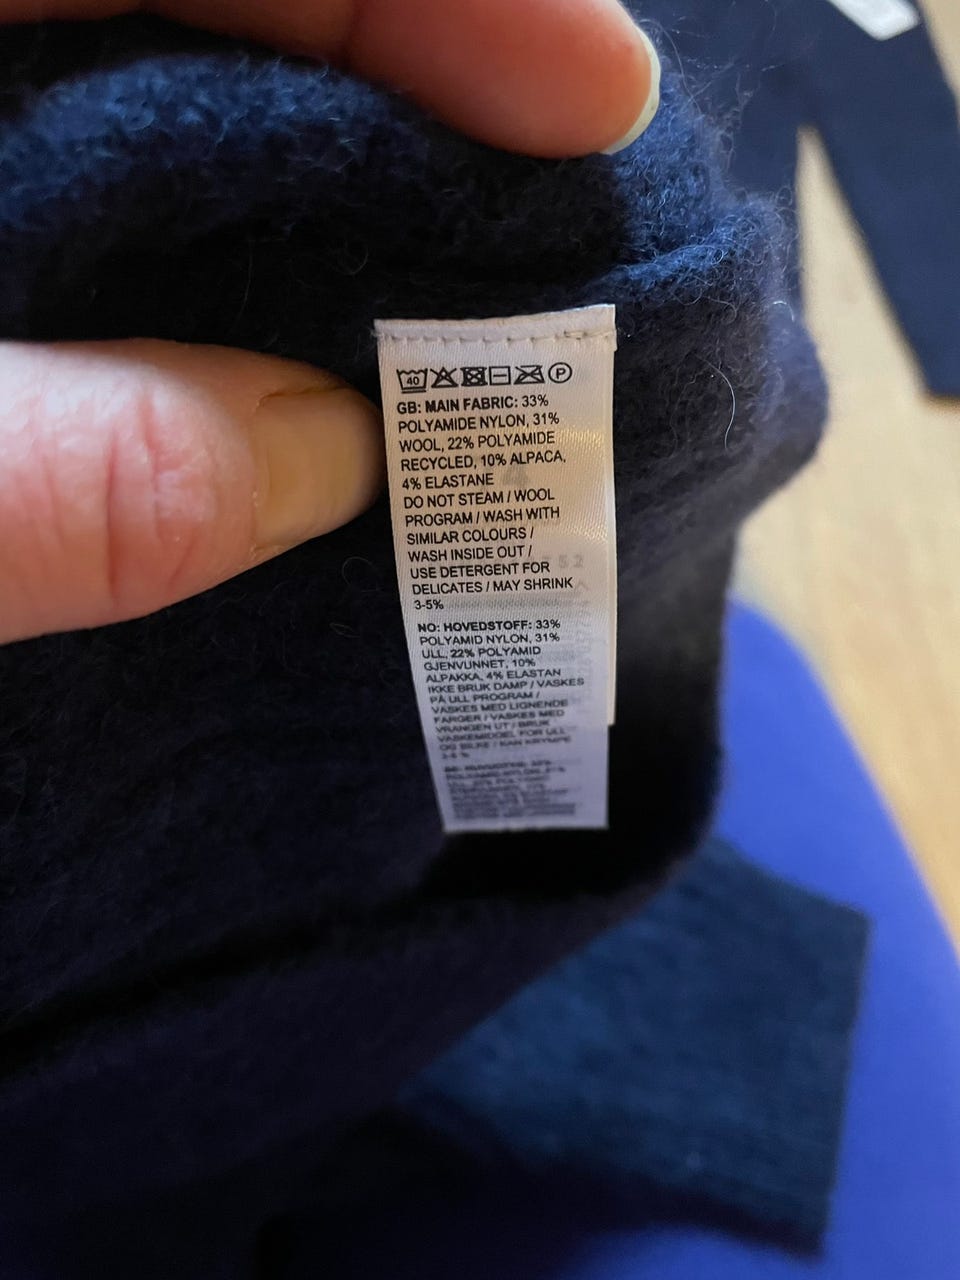 40 P
GB: MAIN FABRIC: 33%
POLYAMIDE NYLON, 31%
WOOL, 22% POLYAMIDE
RECYCLED, 10% ALPACA,
4% ELASTANE
DO NOT STEAM / WOOL
PROGRAM / WASH WITH
SIMILAR COLOURS /
WASH INSIDE OUT /
USE DETERGENT FOR
DELICATES / MAY SHRINK
3-5%
NO: HOVEDSTOFF: 33%
POLYAMID NYLON, 31%
ULL, 22% POLYAMID
GJENVUNNET, 10%
ALPAKKA, 4% ELASTAN
IKKE BRUK DAMP / VASKES
PÅ ULL PROGRAM /
VASKES MED LIGNENDE
FARGER / VASKES MED
VRANGEN UT / BRUK
VASKEMIDDEL FOR ULL
OG SILKE / KAN KRYMPE